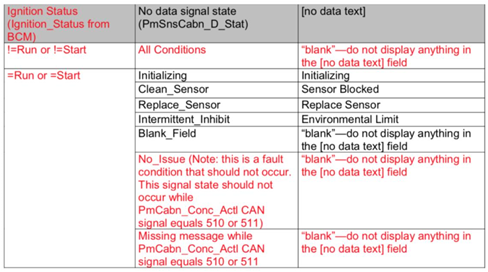 Ignition Status
(Ignition_Status from
BCM)
No data signal state
(PmSnsCabn_D_Stat)
[no data text]
!=Run or !=Start
All Conditions
“blank”—do not display anything in
the [no data text] field
=Run or =Start
Initializing
Initializing
Clean_Sensor
Sensor Blocked
Replace_Sensor
Replace Sensor
Intermittent_Inhibit
Environmental Limit
Blank_Field
“blank”—do not display anything in
the [no data text] field
No_Issue (Note: this is a fault
condition that should not occur.
This signal state should not
occur while
PmCabn_Conc_Actl CAN
signal equals 510 or 511)
“blank”—do not display anything in
the [no data text] field
Missing message while
PmCabn_Conc_Actl CAN
signal equals 510 or 511
“blank”—do not display anything in
the [no data text] field